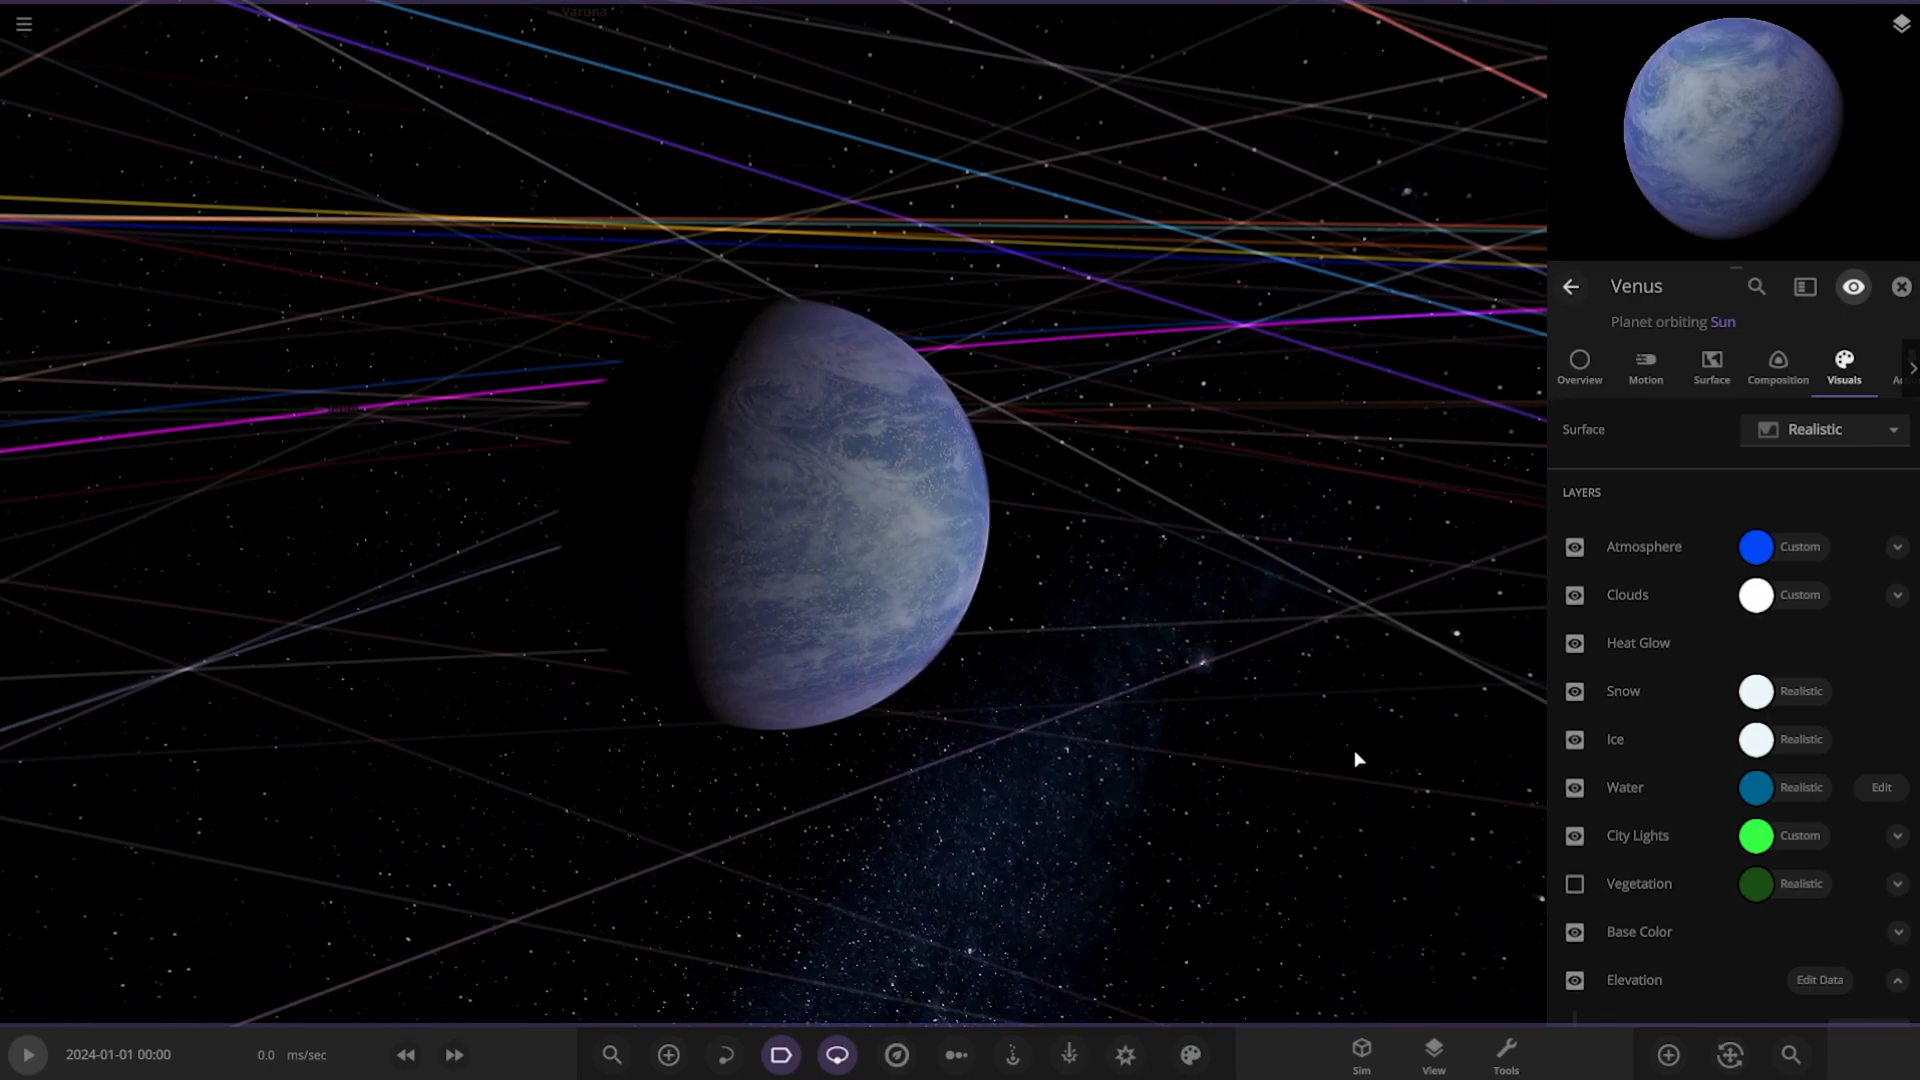 Varuna
Venus
Planet orbiting Sun
Overview
Motion
Surface
Composition
Visuals
Surface
Realistic
LAYERS
Atmosphere
Custom
Clouds
Custom
Heat Glow
Snow
Realistic
Ice
Realistic
Water
Realistic
Edit
City Lights
Custom
Vegetation
Realistic
Base Color
Elevation
Edit Data
2024-01-01 00:00
0.0 ms/sec
Sim
View
Tools